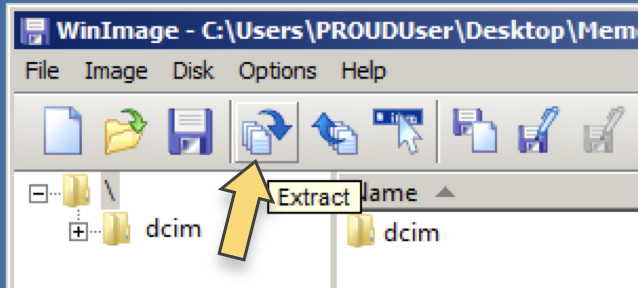 WinImage - C:\Users\PROUDUser\Desktop\Mem
File Image Disk Options Help
\
Extract
Name
dcim
dcim